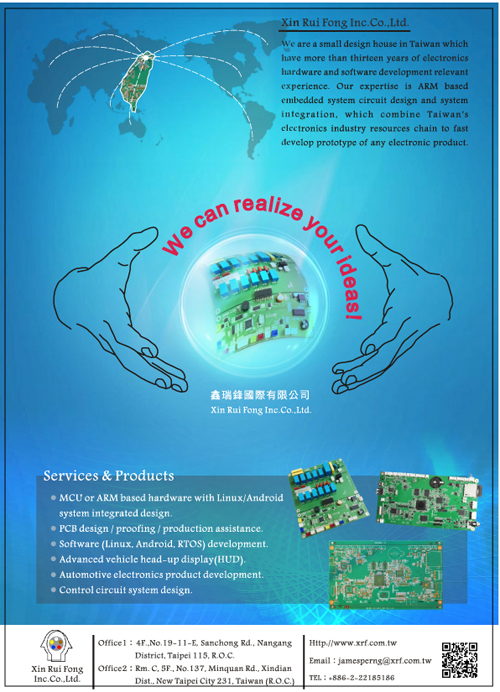 Xin Rui Fong Inc.Co.,Ltd.
We are a small design house in Taiwan which
have more than thirteen years of electronics
hardware and software development relevant
experience. Our expertise is ARM based
embedded system circuit design and system
integration, which combine Taiwan's
electronics industry resources chain to fast
develop prototype of any electronic product.
We can realize your ideas!
鑫瑞鋒國際有限公司
Xin Rui Fong Inc.Co.,Ltd.
Services & Products
MCU or ARM based hardware with Linux/Android
system integrated design.
PCB design / proofing / production assistance.
Software (Linux, Android, RTOS) development.
Advanced vehicle head-up display(HUD).
Automotive electronics product development.
Control circuit system design.
Xin Rui Fong
Inc.Co.,Ltd.
Office1：4F.,No.19-11-E, Sanchong Rd., Nangang
District, Taipei 115, R.O.C.
Office2：Rm. C, 5F., No.137, Minquan Rd., Xindian
Dist., New Taipei City 231, Taiwan (R.O.C.)
Http://www.xrf.com.tw
Email：jamesperng@xrf.com.tw
TEL：+886-2-22185186